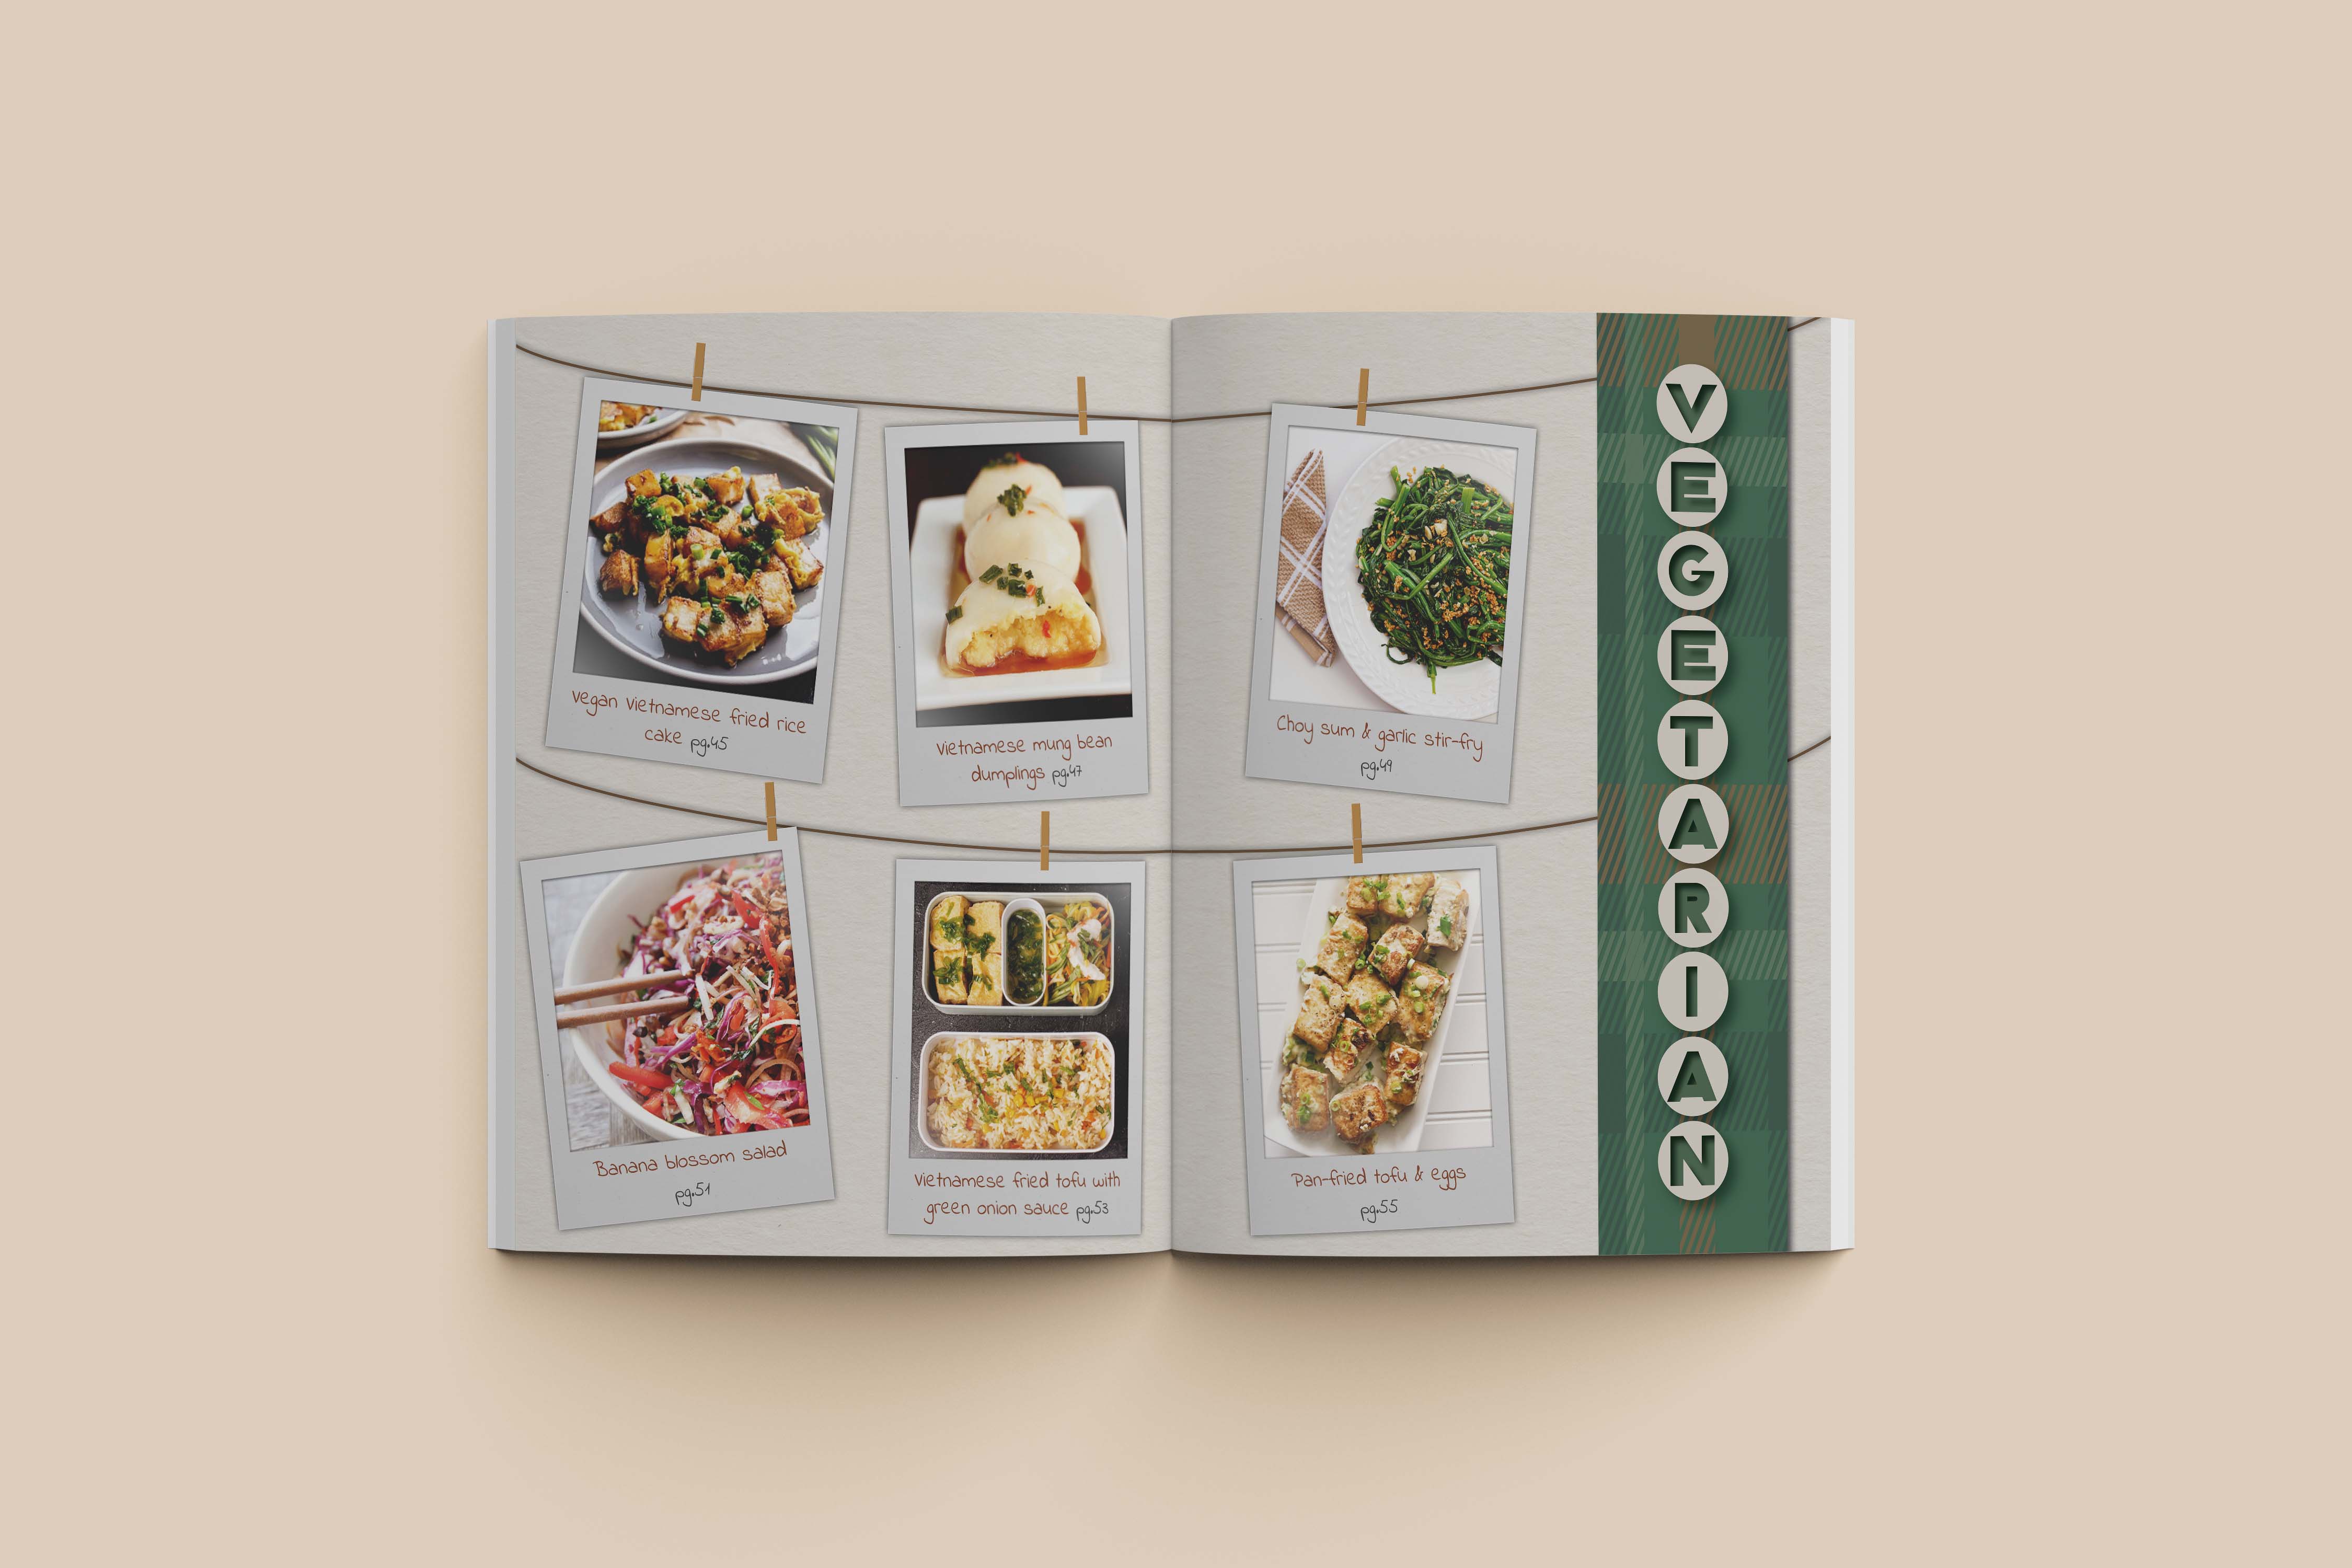 Vegan Vietnamese fried rice
cake pg.45
Vietnamese mung bean
dumplings pg.47
Choy sum & garlic stir-fry
pg.49
Banana blossom salad
pg.51
Vietnamese fried tofu with
green onion sauce pg.53
Pan-fried tofu & eggs
pg.55
VEGETARIAN